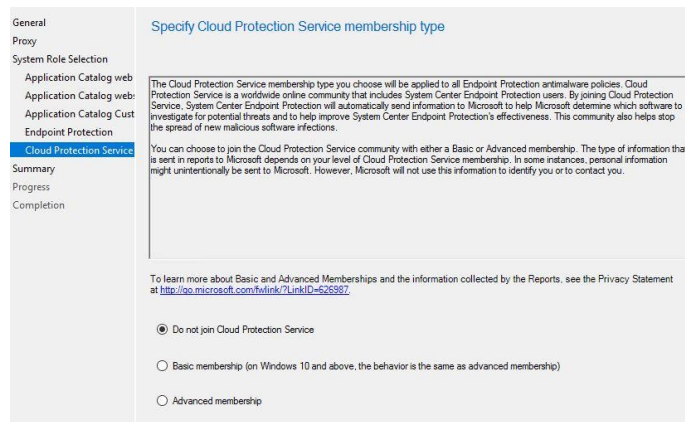 General
Proxy
System Role Selection
Application Catalog web
Application Catalog web:
Application Catalog Cust
Endpoint Protection
Cloud Protection Service
Summary
Progress
Completion
Specify Cloud Protection Service membership type
The Cloud Protection Service membership type you choose will be applied to all Endpoint Protection antimalware policies. Cloud
Protection Service is a worldwide online community that includes System Center Endpoint Protection users. By joining Cloud Protection
Service, System Center Endpoint Protection will automatically send information to Microsoft to help Microsoft determine which software to
investigate for potential threats and to help improve System Center Endpoint Protection's effectiveness. This community also helps stop
the spread of new malicious software infections.
You can choose to join the Cloud Protection Service community with either a Basic or Advanced membership. The type of information tha
is sent in reports to Microsoft depends on your level of Cloud Protection Service membership. In some instances, personal information
might unintentionally be sent to Microsoft. However, Microsoft will not use this information to identify you or to contact you.
To learn more about Basic and Advanced Memberships and the information collected by the Reports, see the Privacy Statement
at http://go.microsoft.com/fwlink/?LinkID=626987.
Do not join Cloud Protection Service
Basic membership (on Windows 10 and above, the behavior is the same as advanced membership)
Advanced membership